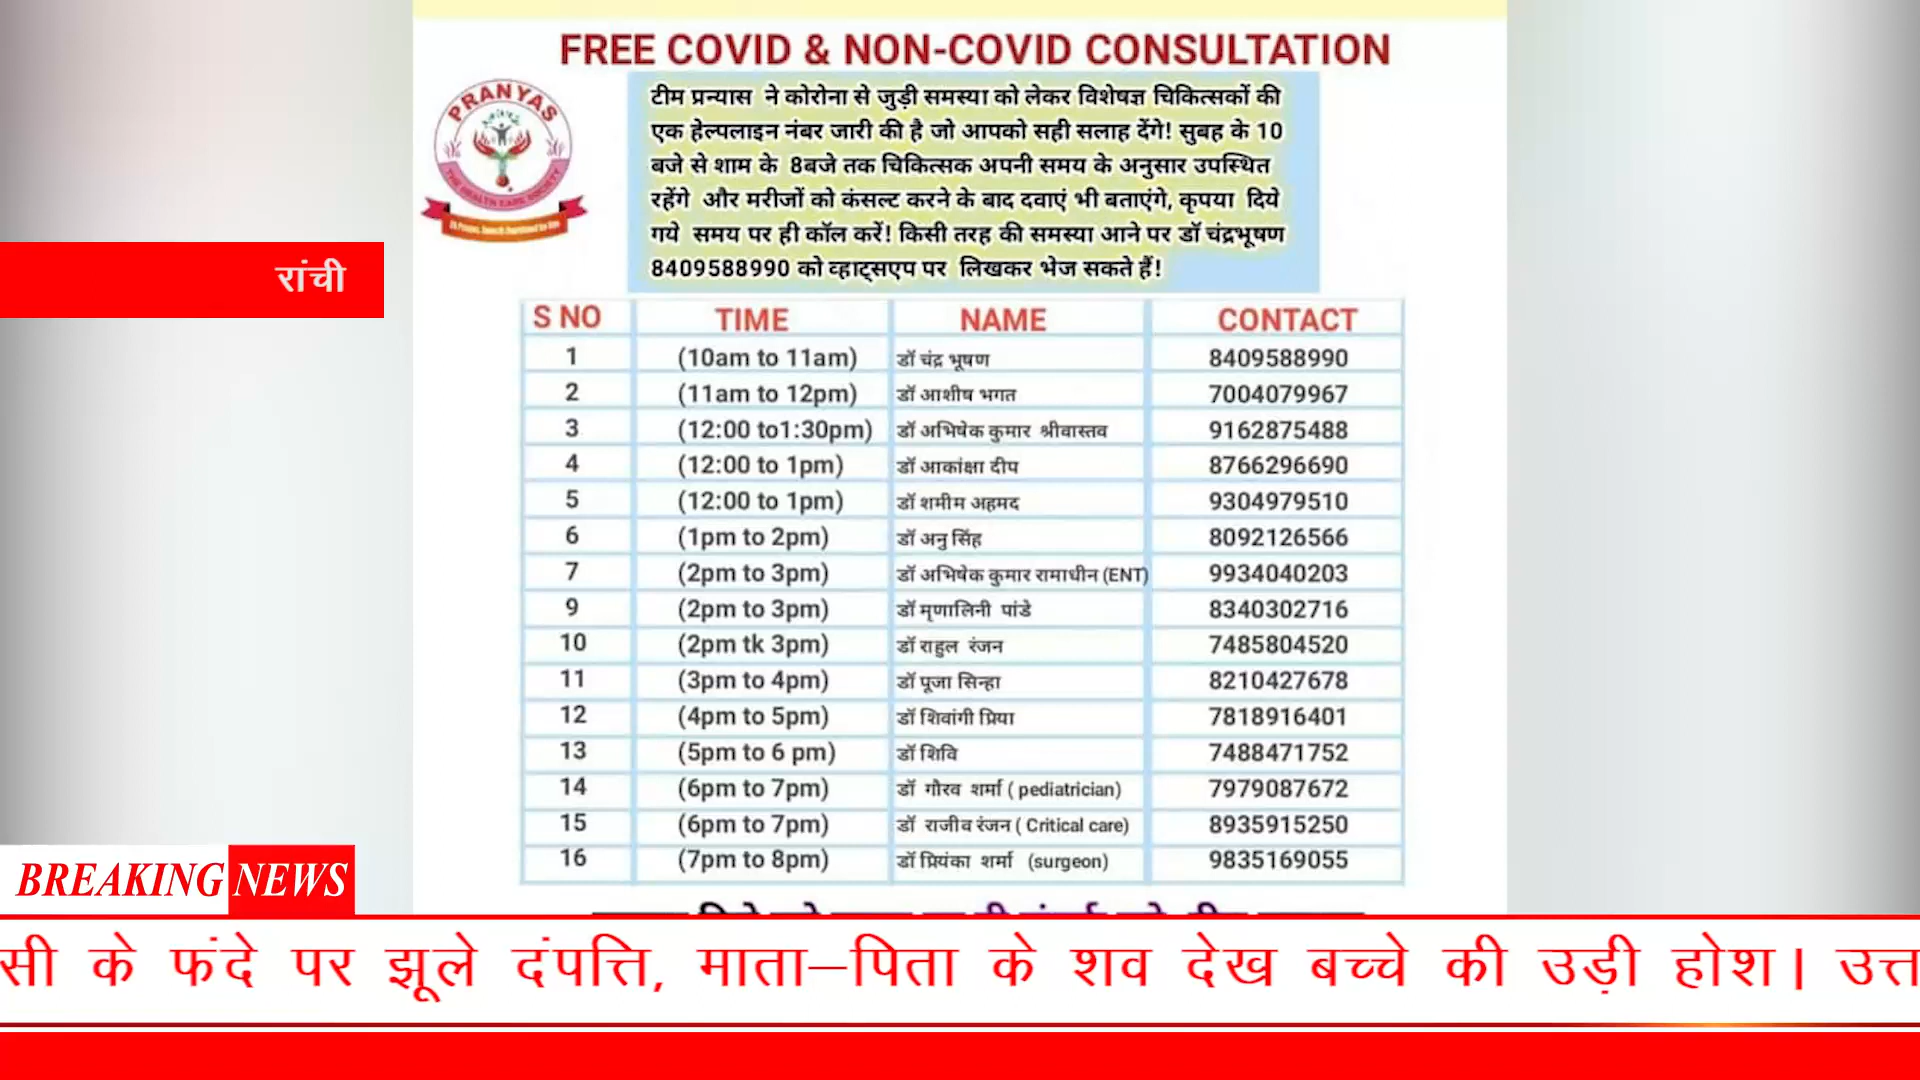 FREE COVID & NON-COVID CONSULTATION
PRANYAS
THE HEALTH CARE SOCIETY
टीम प्रन्यास ने कोरोना से जुड़ी समस्या को लेकर विशेषज्ञ चिकित्सकों की
एक हेल्पलाइन नंबर जारी की है जो आपको सही सलाह देंगे! सुबह के 10
बजे से शाम के 8बजे तक चिकित्सक अपनी समय के अनुसार उपस्थित
रहेंगे और मरीजों को कंसल्ट करने के बाद दवाएं भी बताएंगे, कृपया दिये
गये समय पर ही कॉल करें! किसी तरह की समस्या आने पर डॉ चंद्रभूषण
8409588990 को व्हाट्सएप पर लिखकर भेज सकते हैं!
रांची
S NO TIME NAME CONTACT
1 (10am to 11am) डॉ चंद्र भूषण 8409588990
2 (11am to 12pm) डॉ आशीष भगत 7004079967
3 (12:00 to1:30pm) डॉ अभिषेक कुमार श्रीवास्तव 9162875488
4 (12:00 to 1pm) डॉ आकांक्षा दीप 8766296690
5 (12:00 to 1pm) डॉ शमीम अहमद 9304979510
6 (1pm to 2pm) डॉ अनु सिंह 8092126566
7 (2pm to 3pm) डॉ अभिषेक कुमार रामाधीन (ENT) 9934040203
9 (2pm to 3pm) डॉ मृणालिनी पांडे 8340302716
10 (2pm tk 3pm) डॉ राहुल रंजन 7485804520
11 (3pm to 4pm) डॉ पूजा सिन्हा 8210427678
12 (4pm to 5pm) डॉ शिवांगी प्रिया 7818916401
13 (5pm to 6 pm) डॉ शिवि 7488471752
14 (6pm to 7pm) डॉ गौरव शर्मा ( pediatrician) 7979087672
15 (6pm to 7pm) डॉ राजीव रंजन ( Critical care) 8935915250
16 (7pm to 8pm) डॉ प्रियंका शर्मा (surgeon) 9835169055
BREAKING NEWS
सी के फंदे पर झूले दंपत्ति, माता–पिता के शव देख बच्चे की उड़ी होश। उत्त